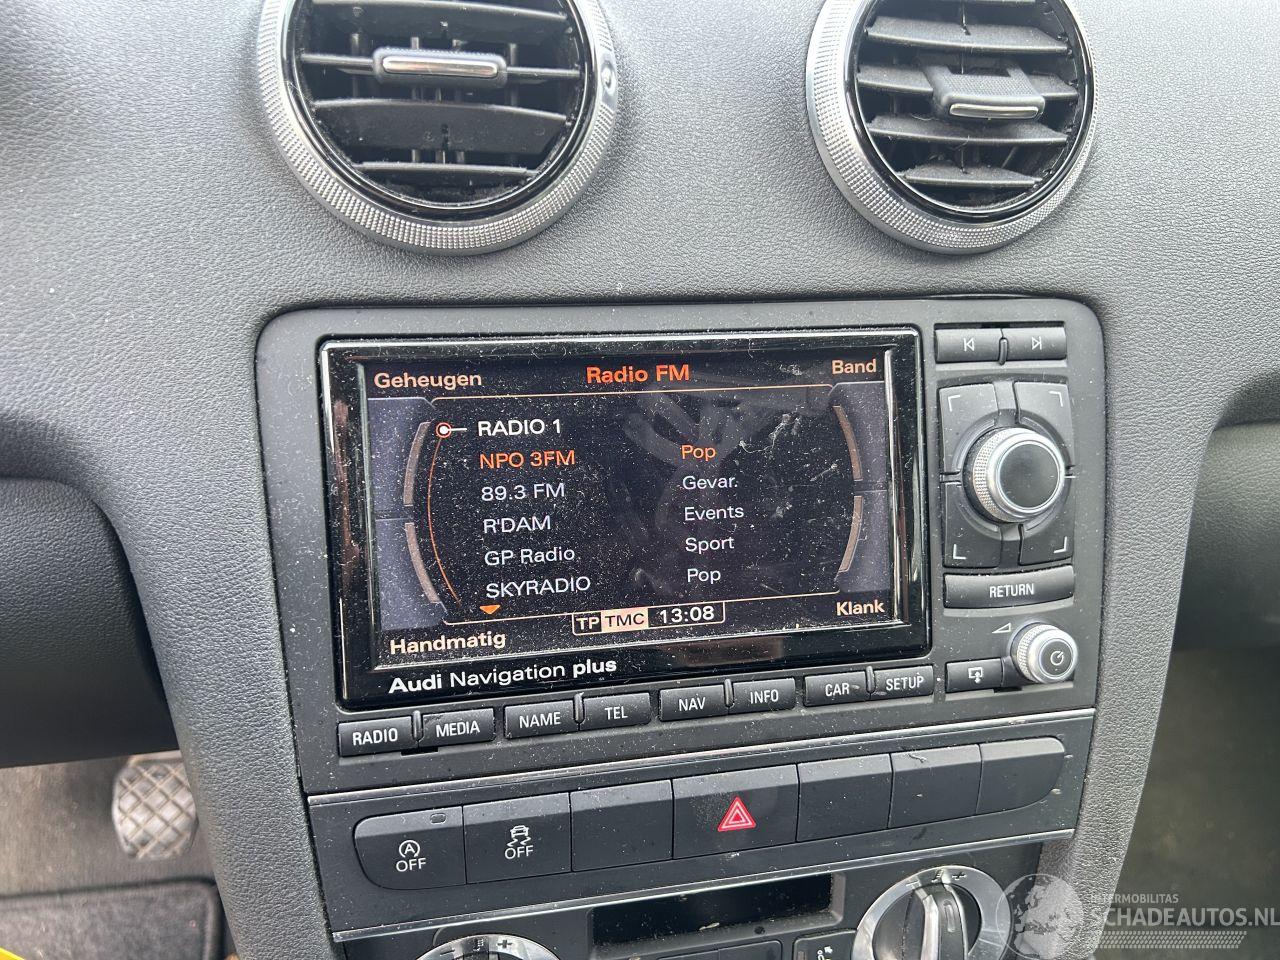 Geheugen Radio FM Band
RADIO 1
NPO 3FM Pop
89.3 FM Gevar.
R'DAM Events
GP Radio Sport
SKYRADIO Pop
TP TMC 13:08
Handmatig Klank
Audi Navigation plus
RETURN
RADIO MEDIA NAME TEL NAV INFO CAR SETUP
A OFF
OFF
INTERMOBILITAS
SCHADEAUTOS.NL